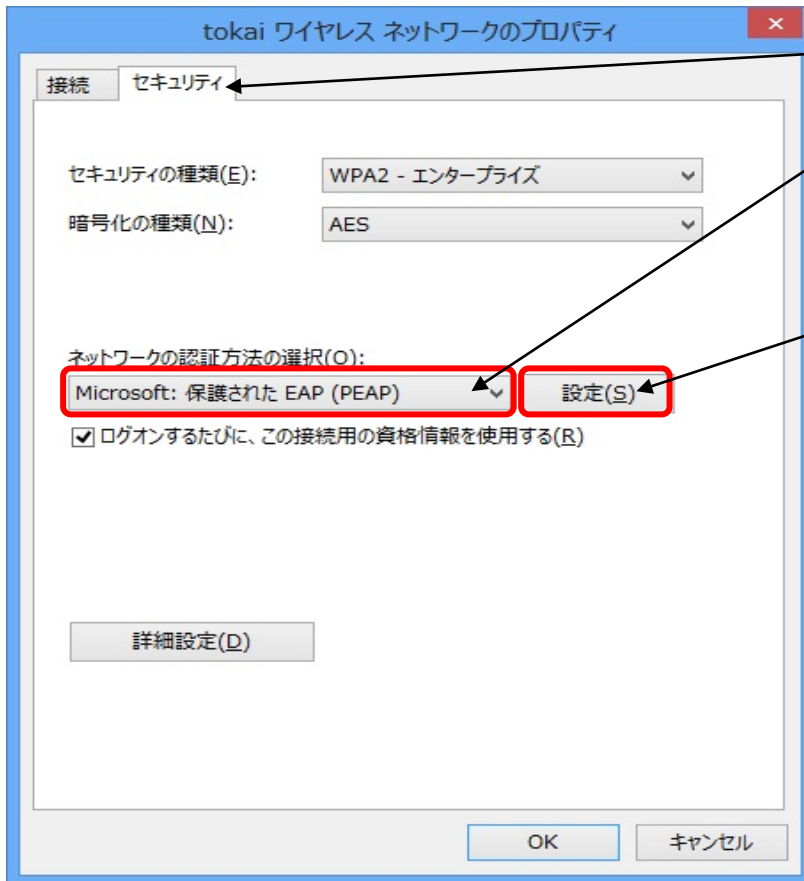 tokai ワイヤレス ネットワークのプロパティ
接続 セキュリティ
セキュリティの種類(E): WPA2 - エンタープライズ
暗号化の種類(N): AES
ネットワークの認証方法の選択(O):
Microsoft: 保護された EAP (PEAP) 設定(S)
ログオンするたびに、この接続用の資格情報を使用する(R)
詳細設定(D)
OK キャンセル